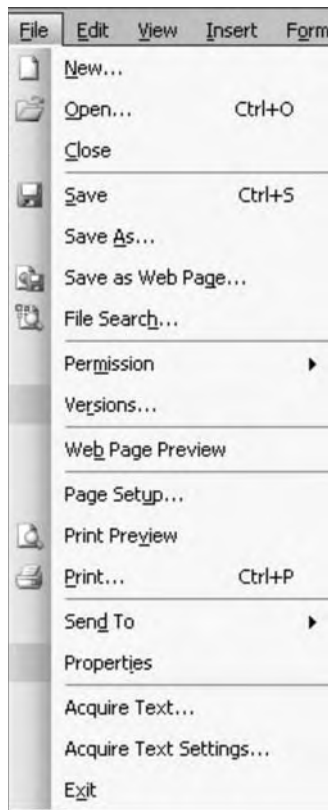 File Edit View Insert Form
New...
Open... Ctrl+O
Close
Save Ctrl+S
Save As...
Save as Web Page...
File Search...
Permission
Versions...
Web Page Preview
Page Setup...
Print Preview
Print... Ctrl+P
Send To
Properties
Acquire Text...
Acquire Text Settings...
Exit